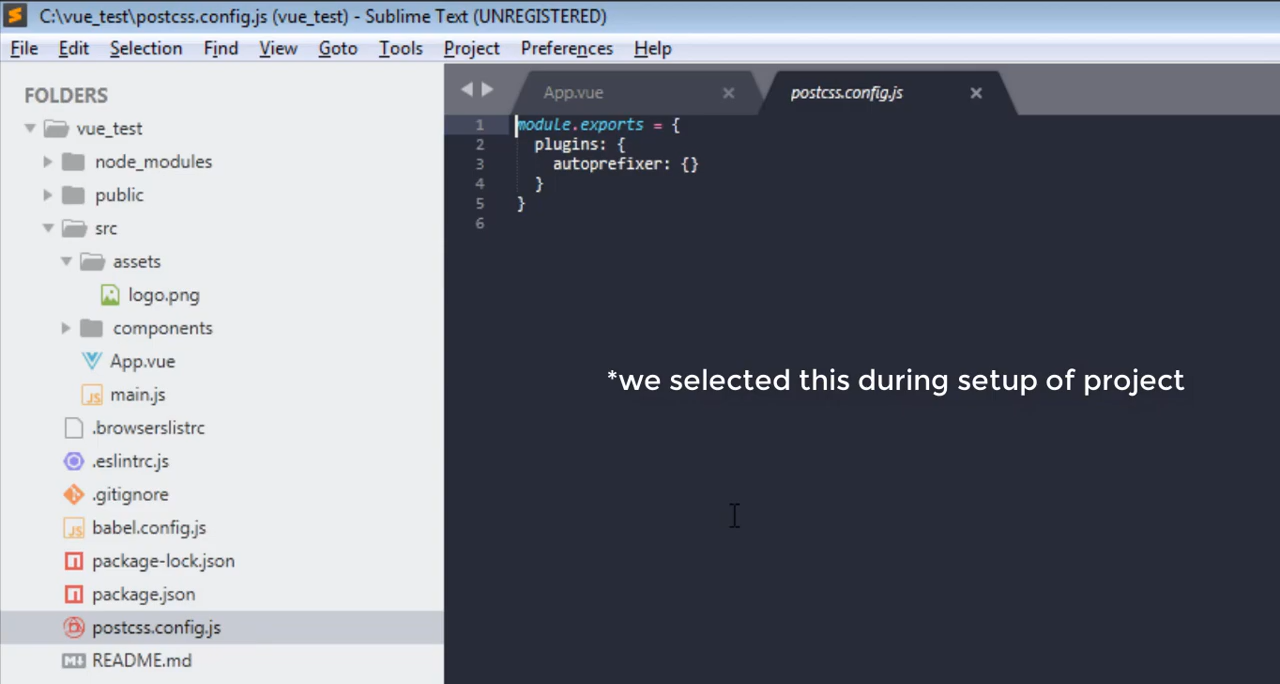 C:\vue_test\postcss.config.js (vue_test) - Sublime Text (UNREGISTERED)
File Edit Selection Find View Goto Tools Project Preferences Help
FOLDERS
vue_test
node_modules
public
src
assets
logo.png
components
App.vue
main.js
.browserslistrc
.eslintrc.js
.gitignore
babel.config.js
package-lock.json
package.json
postcss.config.js
README.md
App.vue postcss.config.js
1 module.exports = {
2 plugins: {
3 autoprefixer: {}
4 }
5 }
6
*we selected this during setup of project